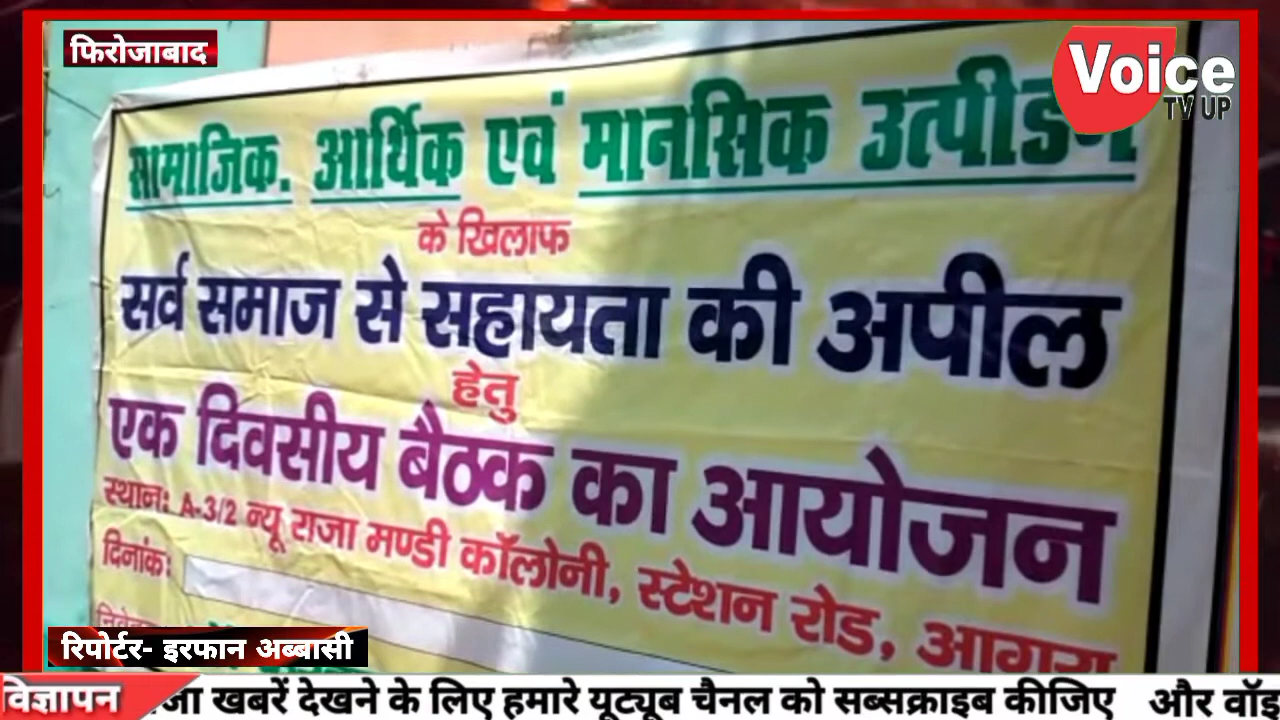 फिरोजाबाद
Voice
TV UP
सामाजिक. आर्थिक एवं मानसिक उत्पीडन
के खिलाफ
सर्व समाज से सहायता की अपील
हेतु
एक दिवसीय बैठक का आयोजन
स्थान: A-3/2 न्यू राजा मण्डी कॉलोनी, स्टेशन रोड, आगरा
दिनांक:
रिपोर्टर- इरफान अब्बासी
विज्ञापन
खबरें देखने के लिए हमारे यूट्यूब चैनल को सब्सक्राइब कीजिए और